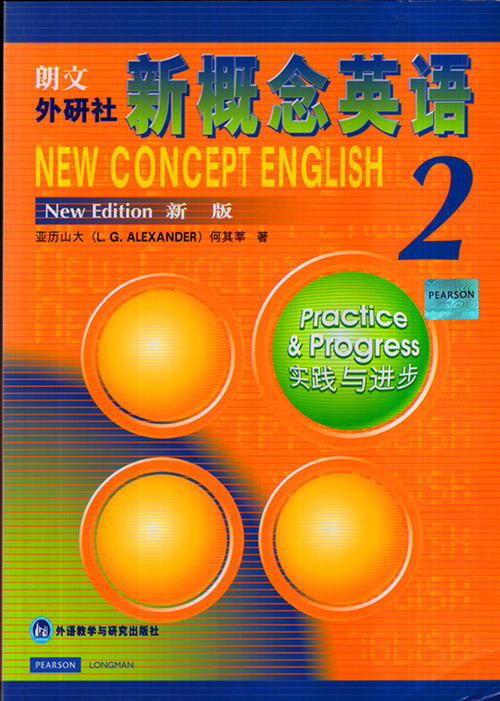 朗文
外研社
新概念英语
NEW CONCEPT ENGLISH
2
New Edition 新 版
亚历山大（L. G. ALEXANDER）何其莘 著
PEARSON
Practice
& Progress
实践与进步
外语教学与研究出版社
PEARSON LONGMAN